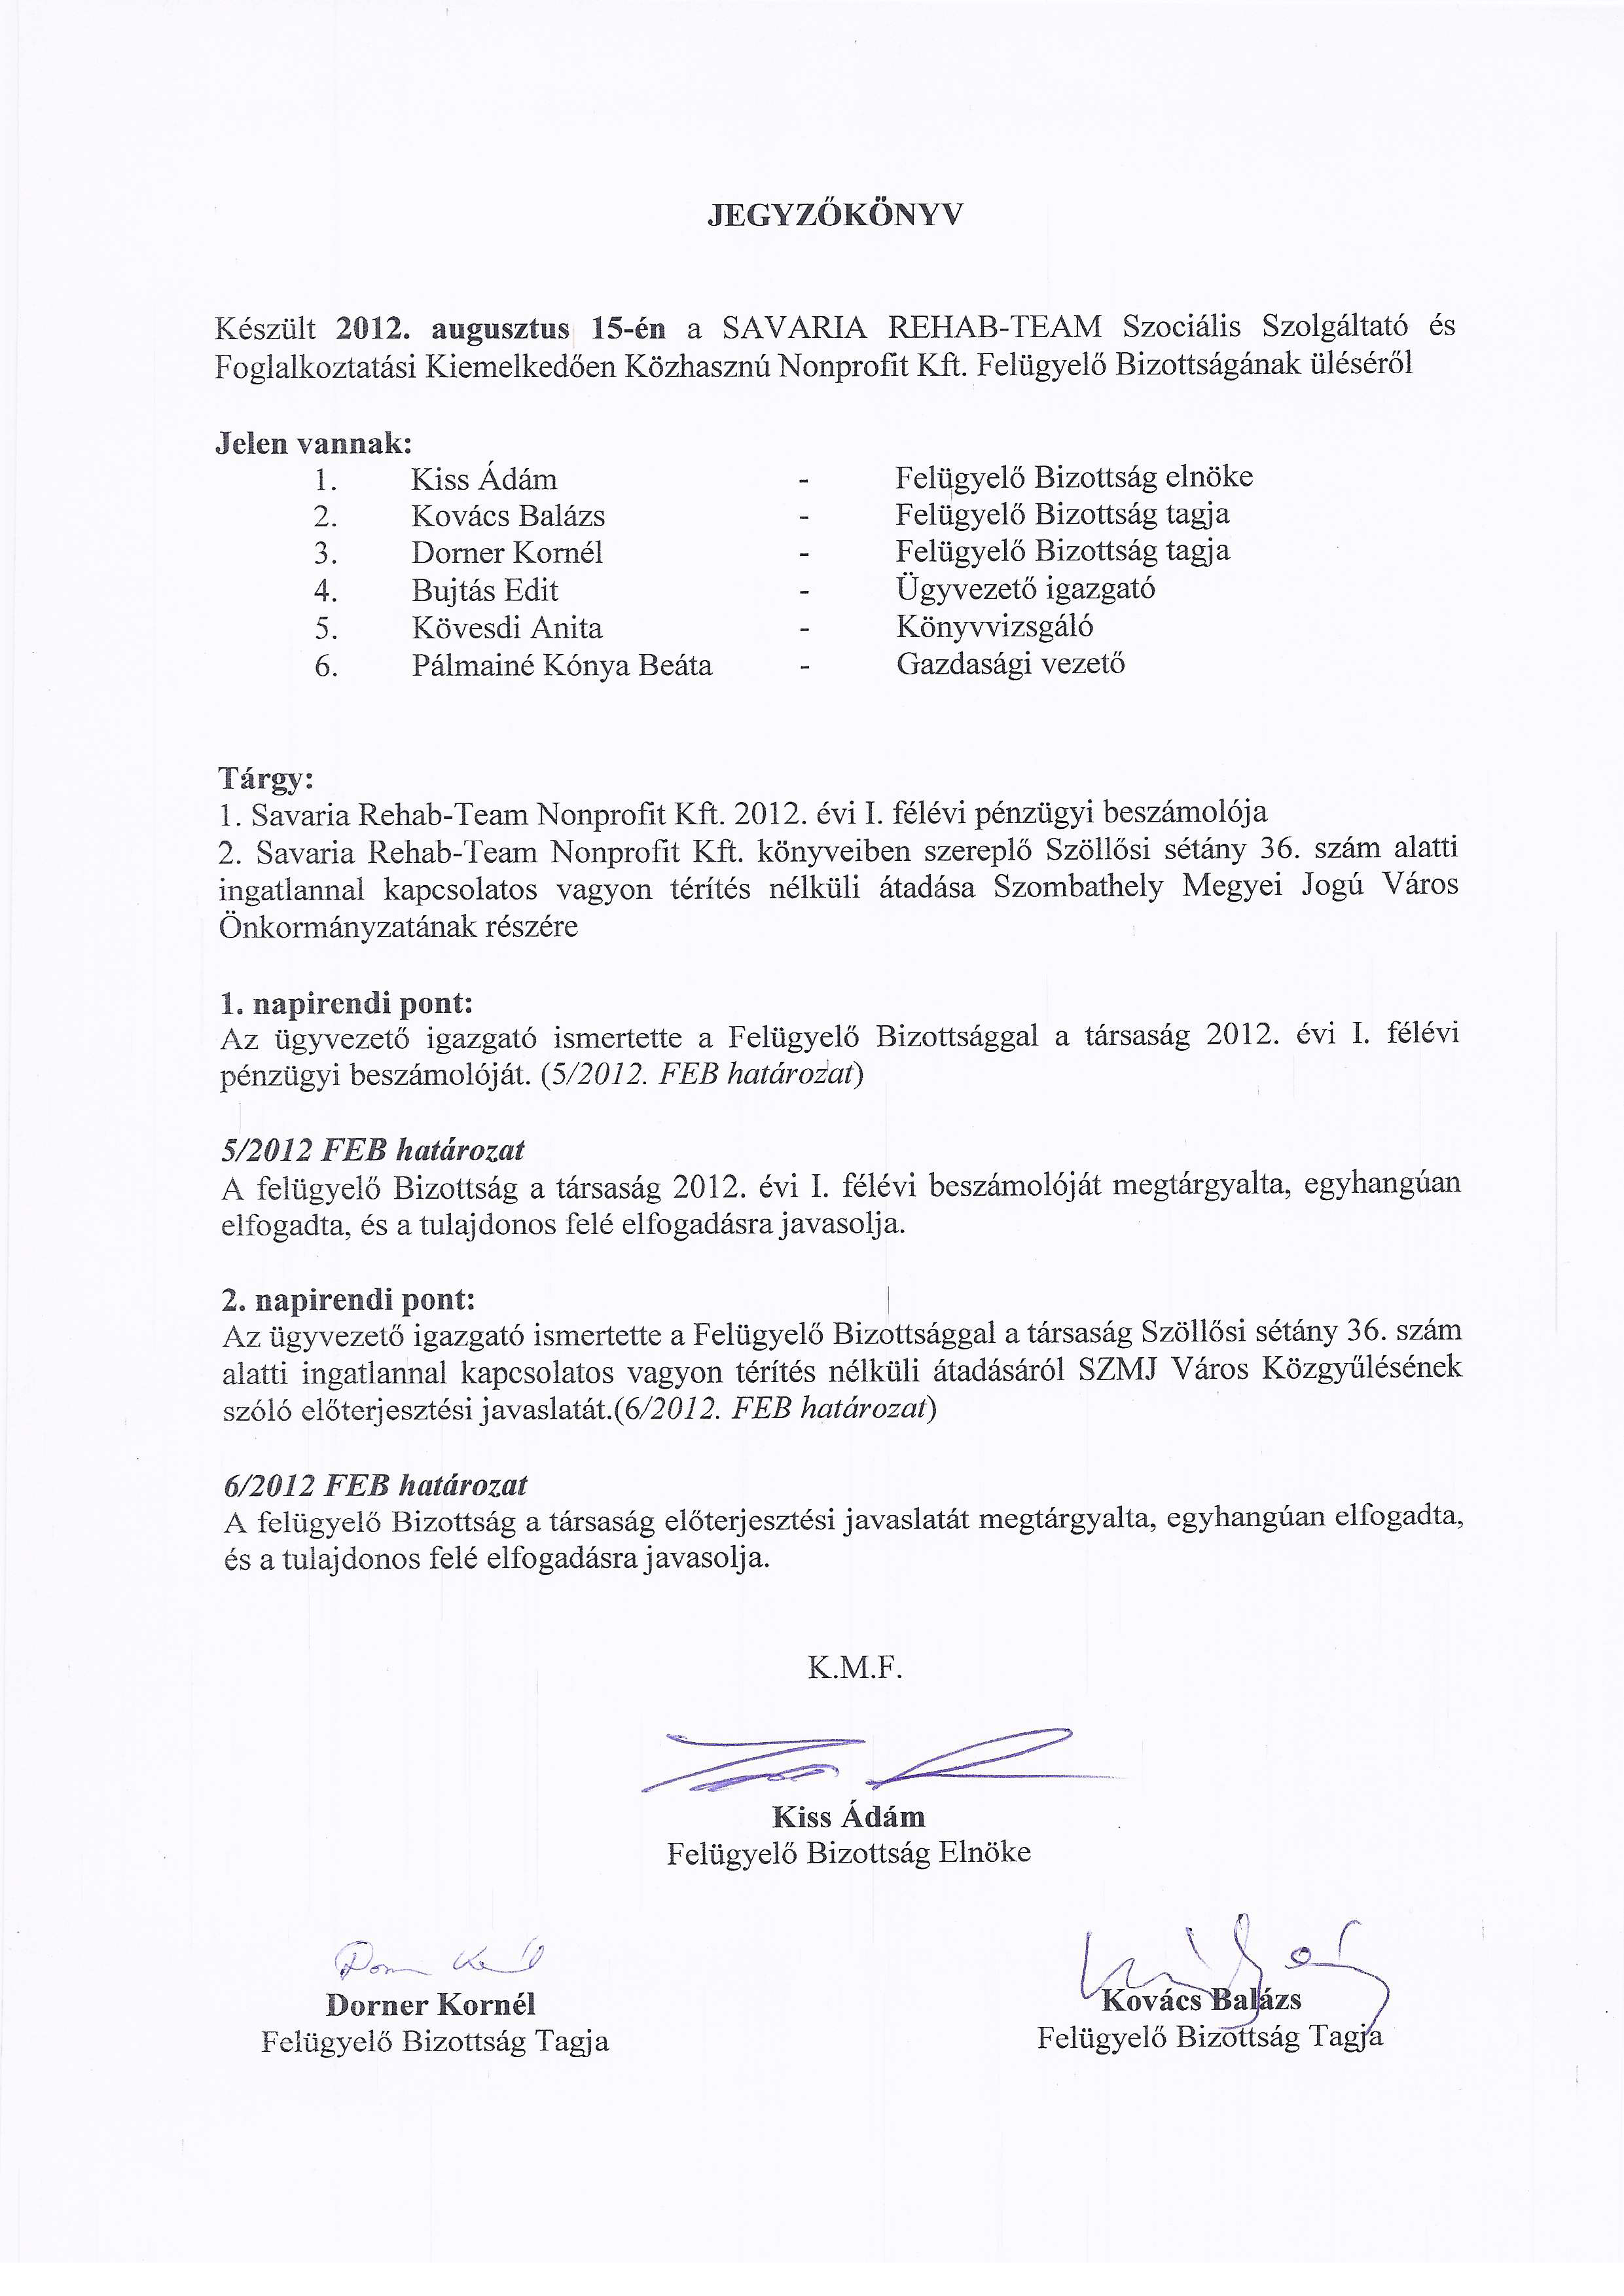 JEGYZŐKÖNYV
Készült 2012. augusztus 15-én a SAVARIA REHAB-TEAM Szociális Szolgáltató és
Foglalkoztatási Kiemelkedően Közhasznú Nonprofit Kft. Felügyelő Bizottságának üléséről
Jelen vannak:
1. Kiss Ádám - Felügyelő Bizottság elnöke
2. Kovács Balázs - Felügyelő Bizottság tagja
3. Dorner Kornél - Felügyelő Bizottság tagja
4. Bujtás Edit - Ügyvezető igazgató
5. Kövesdi Anita - Könyvvizsgáló
6. Pálmainé Kónya Beáta - Gazdasági vezető
Tárgy:
1. Savaria Rehab-Team Nonprofit Kft. 2012. évi I. félévi pénzügyi beszámolója
2. Savaria Rehab-Team Nonprofit Kft. könyveiben szereplő Szöllősi sétány 36. szám alatti
ingatlannal kapcsolatos vagyon térítés nélküli átadása Szombathely Megyei Jogú Város
Önkormányzatának részére
1. napirendi pont:
Az ügyvezető igazgató ismertette a Felügyelő Bizottsággal a társaság 2012. évi I. félévi
pénzügyi beszámolóját. (5/2012. FEB határozat)
5/2012 FEB határozat
A felügyelő Bizottság a társaság 2012. évi I. félévi beszámolóját megtárgyalta, egyhangúan
elfogadta, és a tulajdonos felé elfogadásra javasolja.
2. napirendi pont:
Az ügyvezető igazgató ismertette a Felügyelő Bizottsággal a társaság Szöllősi sétány 36. szám
alatti ingatlannal kapcsolatos vagyon térítés nélküli átadásáról SZMJ Város Közgyűlésének
szóló előterjesztési javaslatát.(6/2012. FEB határozat)
6/2012 FEB határozat
A felügyelő Bizottság a társaság előterjesztési javaslatát megtárgyalta, egyhangúan elfogadta,
és a tulajdonos felé elfogadásra javasolja.
K.M.F.
Kiss Ádám
Felügyelő Bizottság Elnöke
Dorner Kornél
Felügyelő Bizottság Tagja
Kovács Balázs
Felügyelő Bizottság Tagja